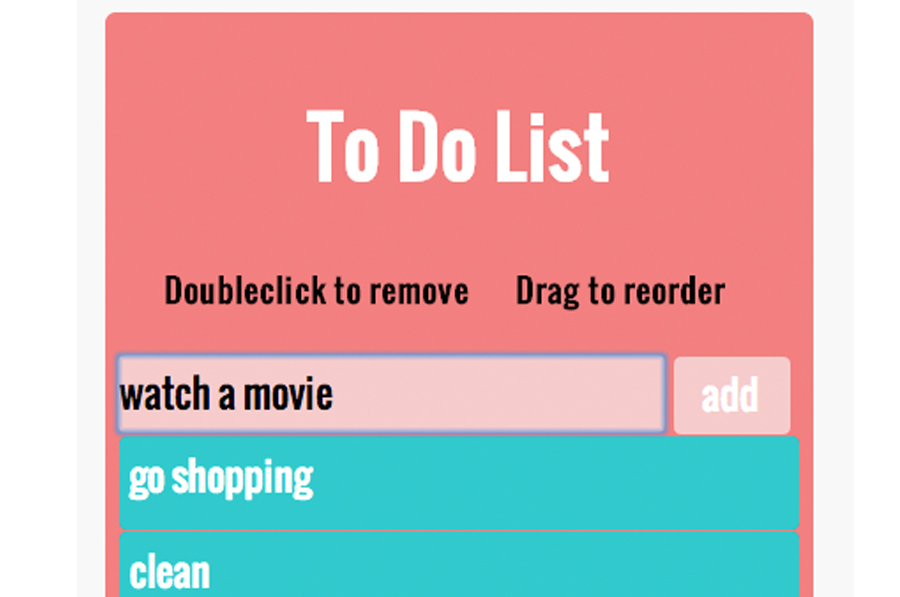 To Do List
Doubleclick to remove Drag to reorder
watch a movie add
go shopping
clean